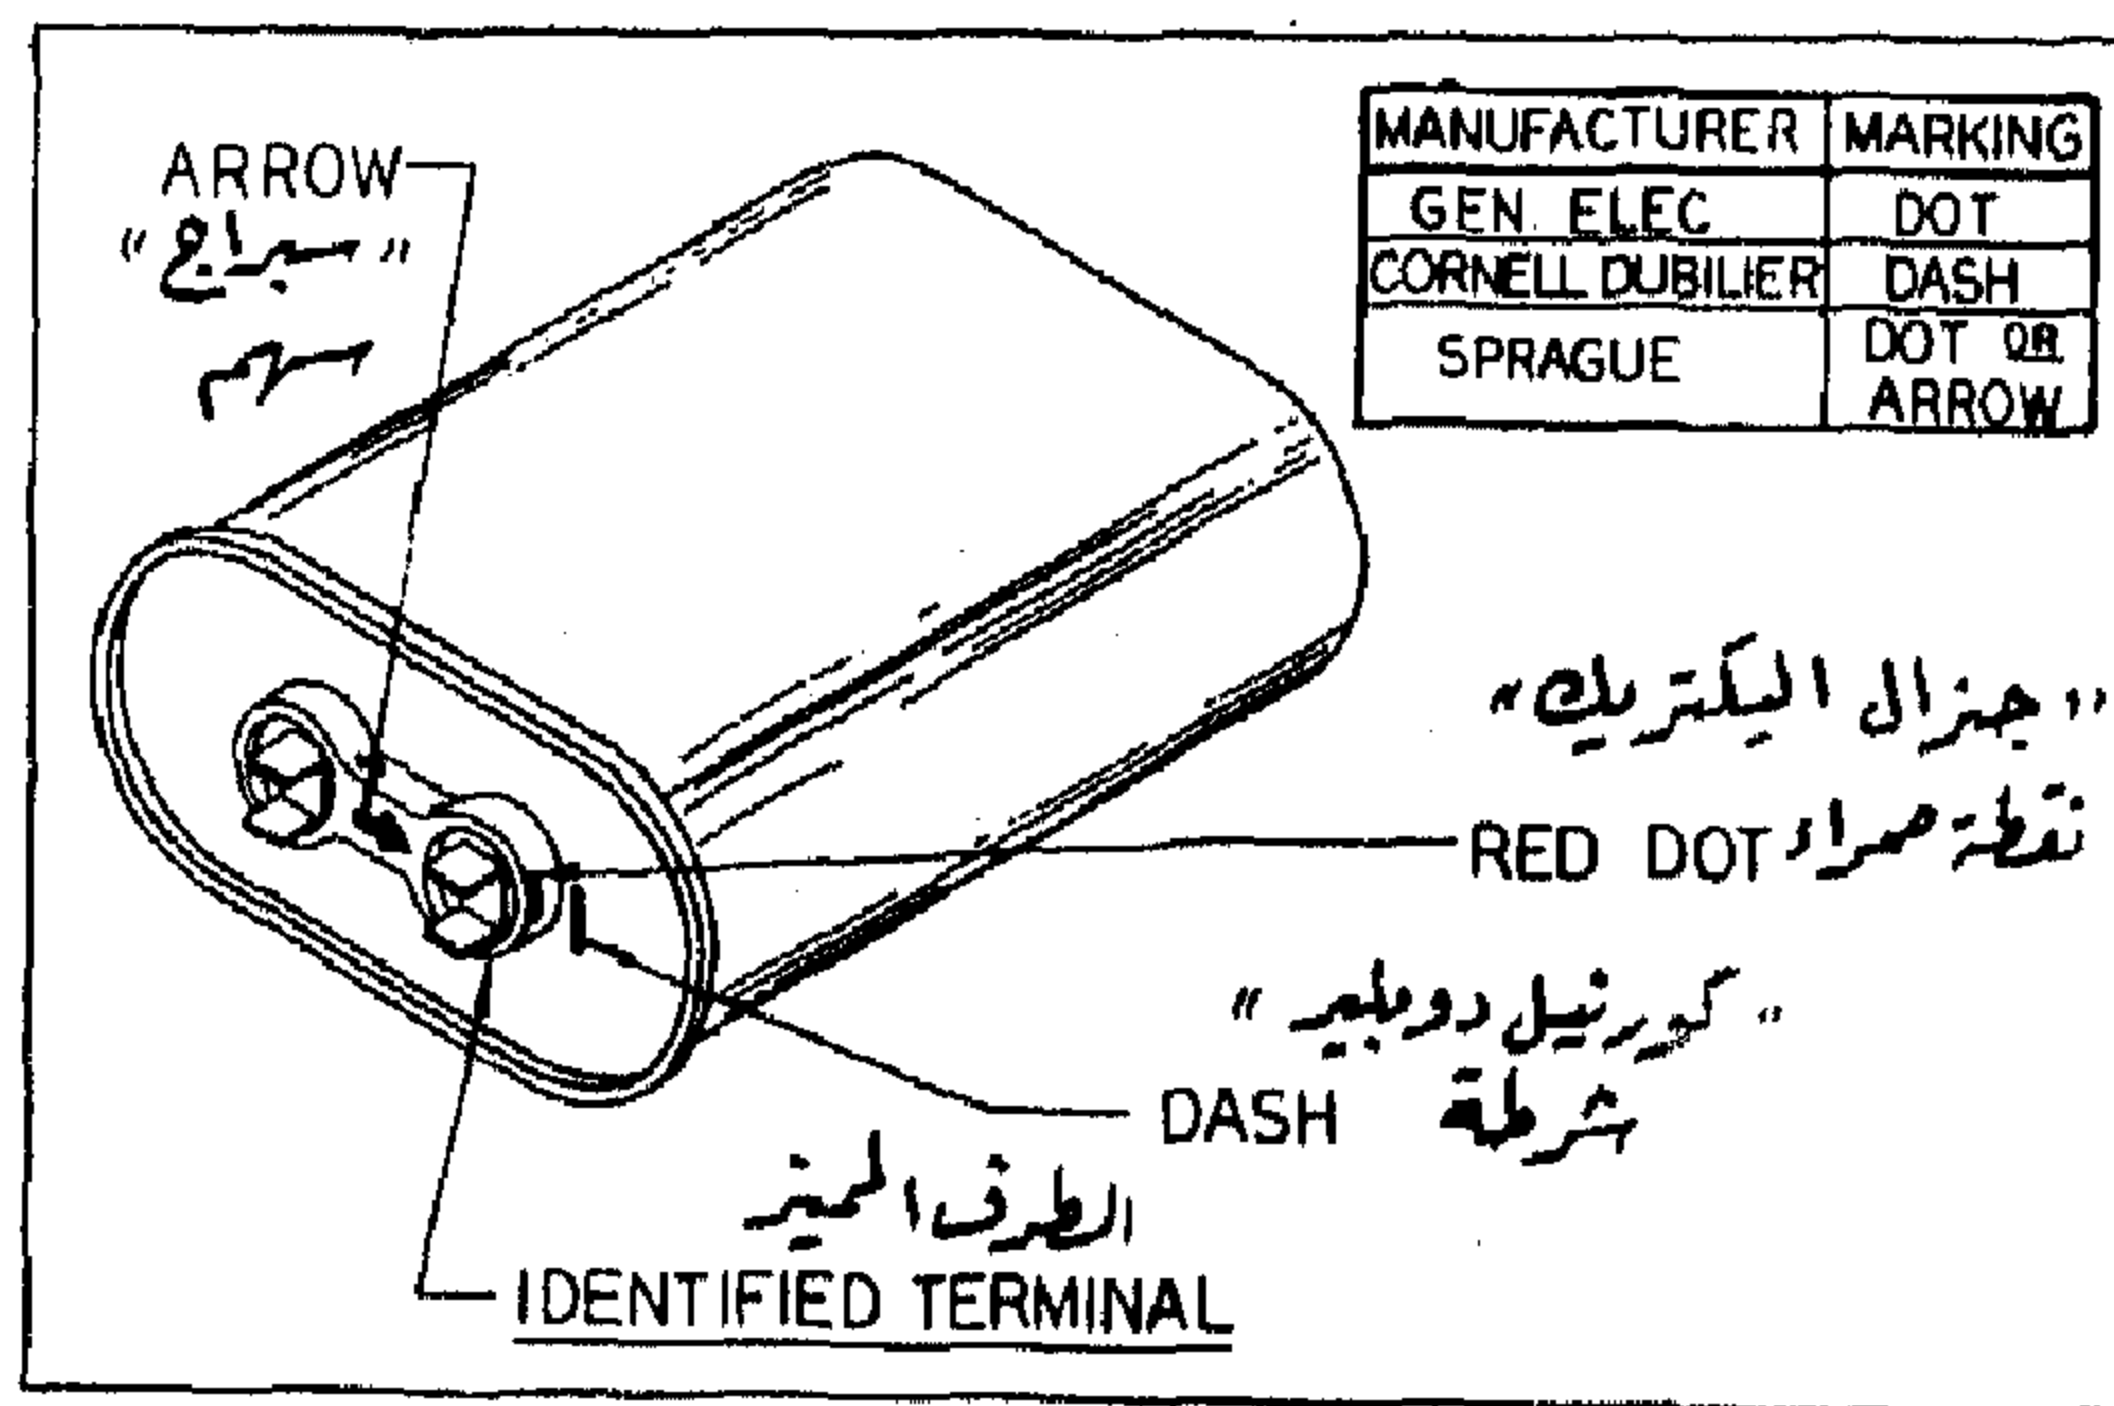 ARROW
"سبراج"
سهم
MANUFACTURER MARKING
GEN. ELEC DOT
CORNELL DUBILIER DASH
SPRAGUE DOT OR
ARROW
"جنرال اليكتريك"
RED DOT نقطة حمراء
"كورنيل دوبلير"
DASH شرطة
الطرف المميز
IDENTIFIED TERMINAL